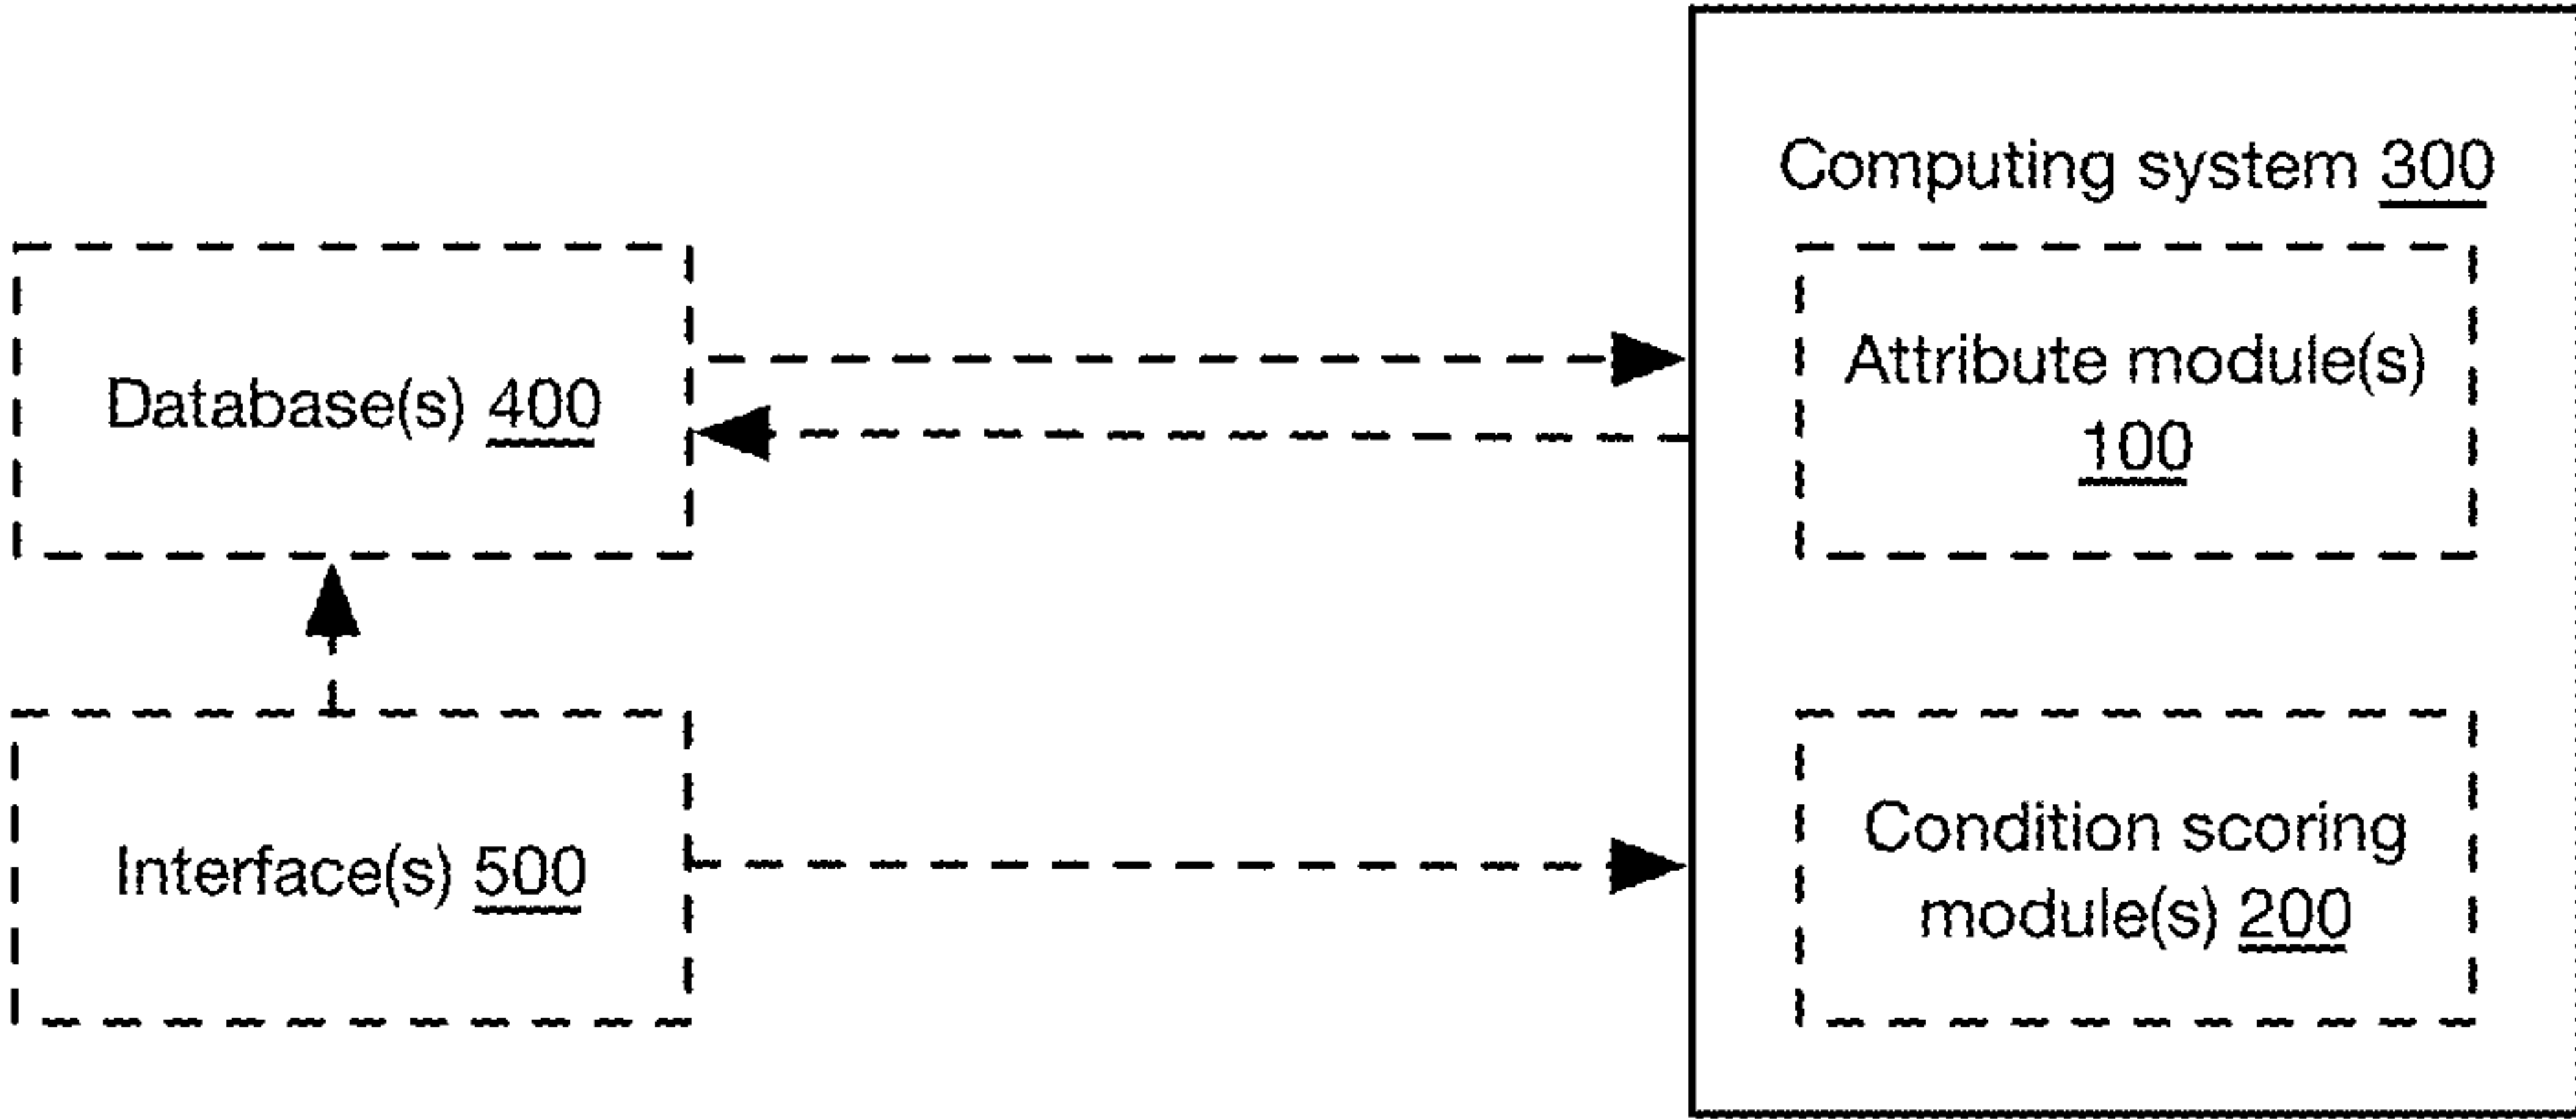 Computing system 300
Database(s) 400
Attribute module(s)
100
Interface(s) 500
Condition scoring
module(s) 200